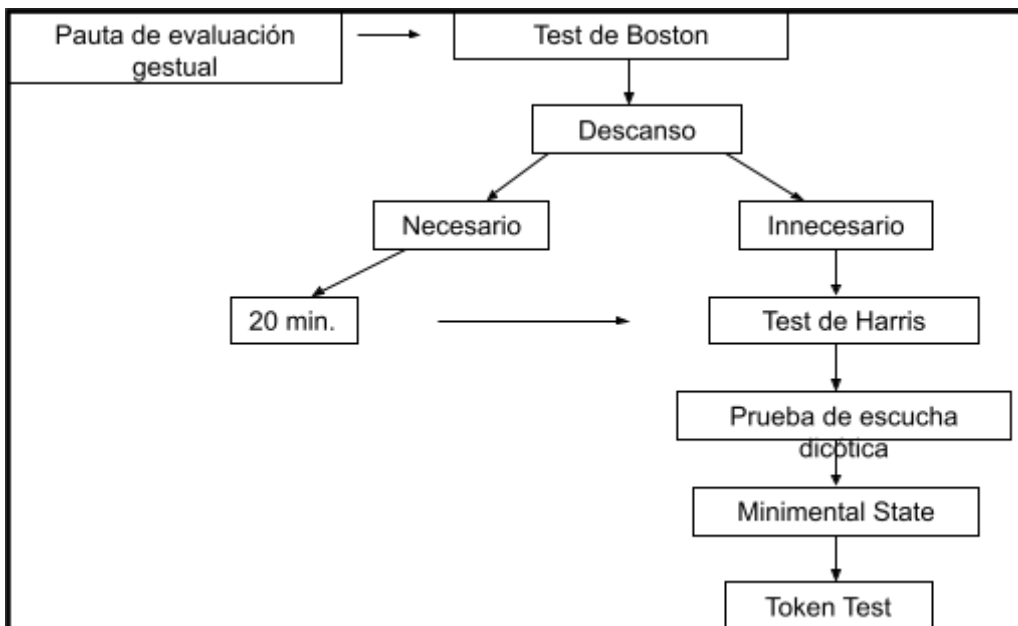 Pauta de evaluación
gestual
Test de Boston
Descanso
Necesario
Innecesario
20 min.
Test de Harris
Prueba de escucha
dicótica
Minimental State
Token Test